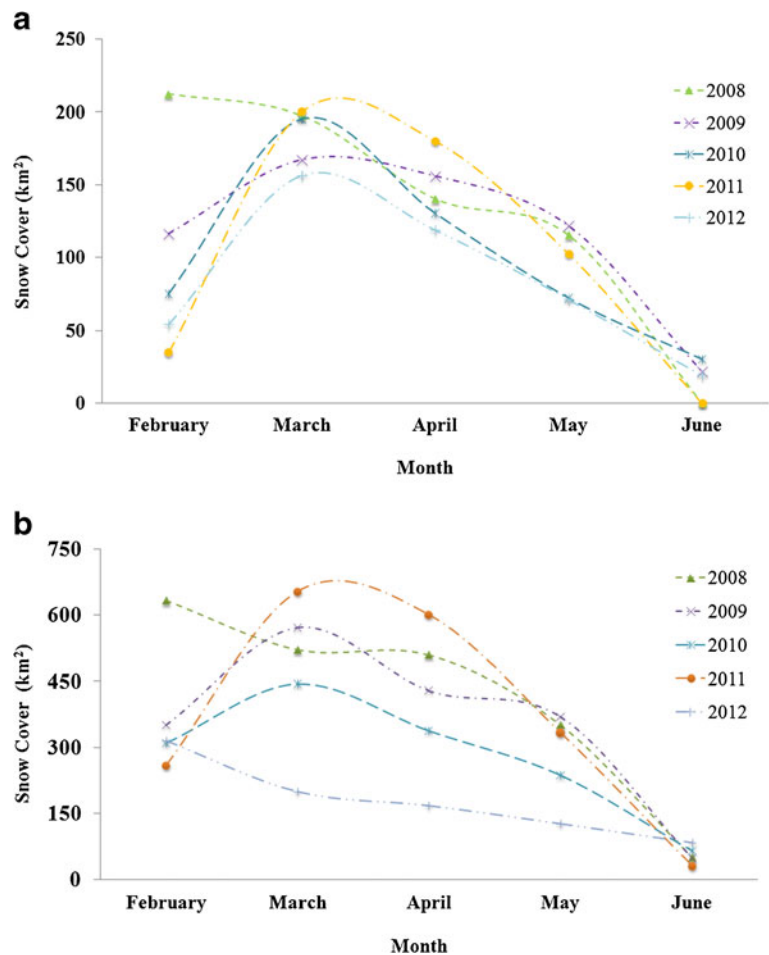 a
250
200
150
100
50
0
Snow Cover (km²)
February March April May June
Month
2008
2009
2010
2011
2012
b
750
600
450
300
150
0
Snow Cover (km²)
February March April May June
Month
2008
2009
2010
2011
2012